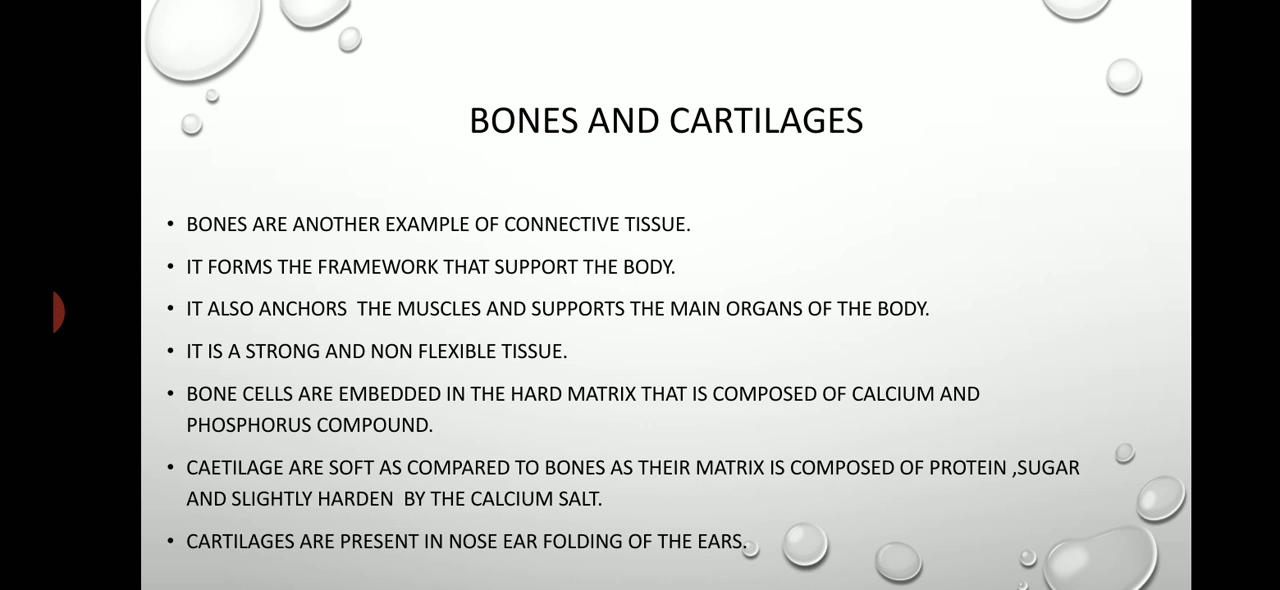 BONES AND CARTILAGES
• BONES ARE ANOTHER EXAMPLE OF CONNECTIVE TISSUE.
• IT FORMS THE FRAMEWORK THAT SUPPORT THE BODY.
• IT ALSO ANCHORS  THE MUSCLES AND SUPPORTS THE MAIN ORGANS OF THE BODY.
• IT IS A STRONG AND NON FLEXIBLE TISSUE.
• BONE CELLS ARE EMBEDDED IN THE HARD MATRIX THAT IS COMPOSED OF CALCIUM AND
PHOSPHORUS COMPOUND.
• CAETILAGE ARE SOFT AS COMPARED TO BONES AS THEIR MATRIX IS COMPOSED OF PROTEIN ,SUGAR
AND SLIGHTLY HARDEN  BY THE CALCIUM SALT.
• CARTILAGES ARE PRESENT IN NOSE EAR FOLDING OF THE EARS.